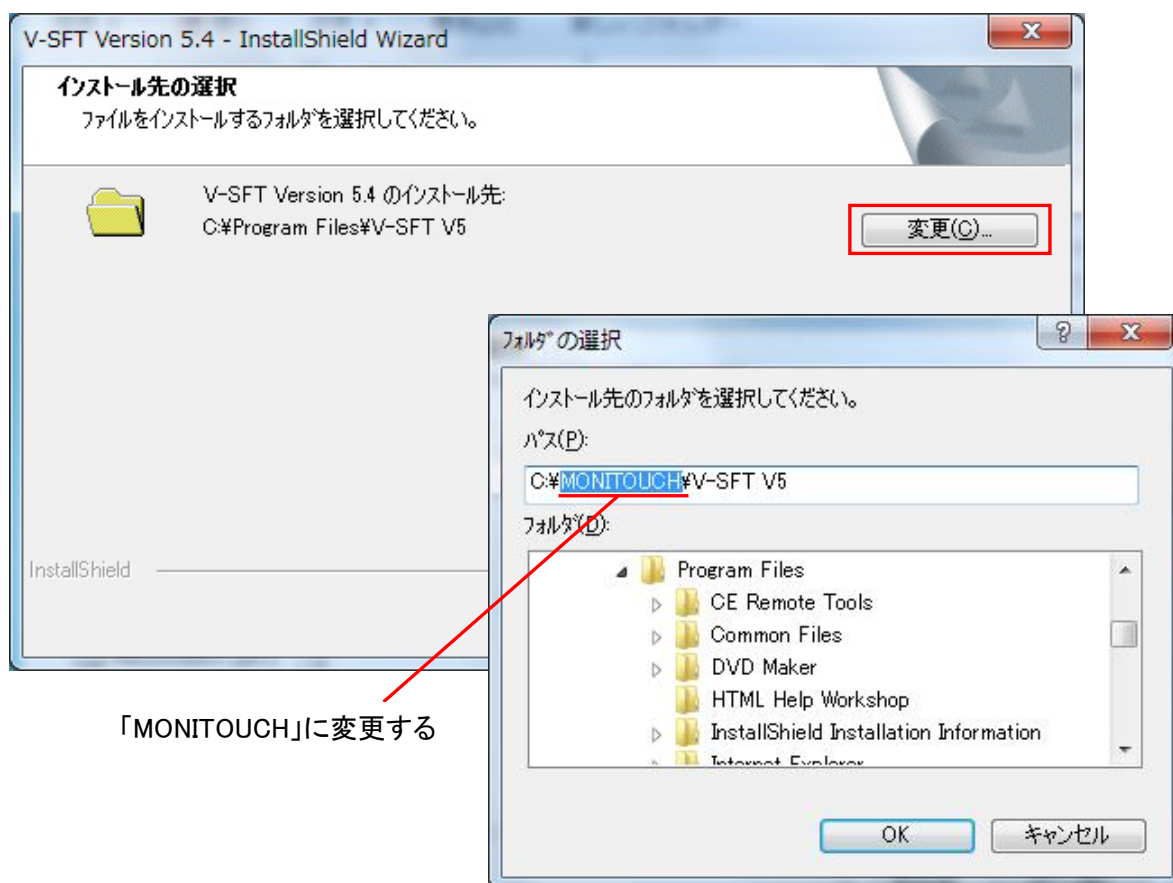 V-SFT Version 5.4 - InstallShield Wizard
インストール先の選択
ファイルをインストールするフォルダを選択してください。
V-SFT Version 5.4 のインストール先:
C:¥Program Files¥V-SFT V5
変更(C)...
InstallShield
フォルダの選択
インストール先のフォルダを選択してください。
パス(P):
C:¥MONITOUCH¥V-SFT V5
フォルダ(D):
Program Files
CE Remote Tools
Common Files
DVD Maker
HTML Help Workshop
InstallShield Installation Information
Internet Explorer
OK
キャンセル
「MONITOUCH」に変更する